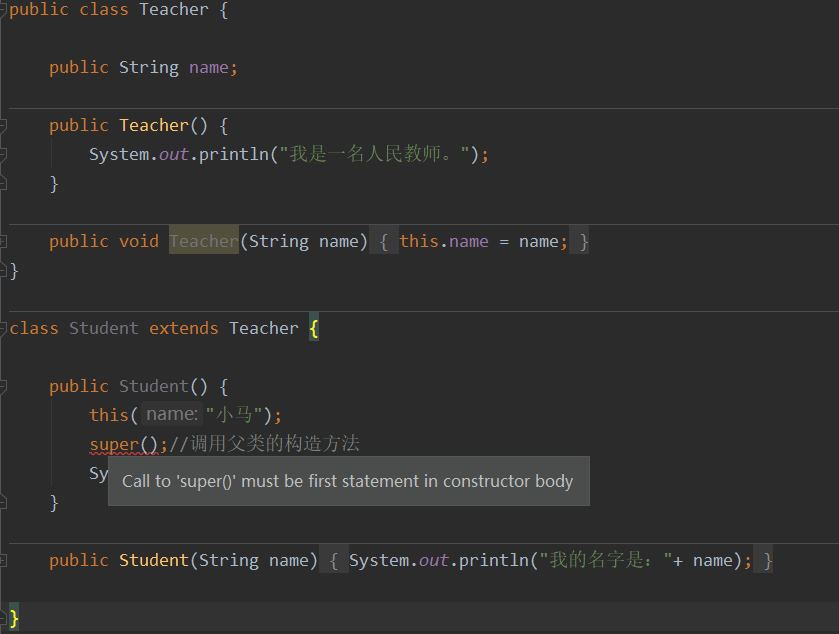 public class Teacher {
public String name;
public Teacher() {
System.out.println("我是一名人民教师。");
}
public void Teacher(String name) { this.name = name; }
}
class Student extends Teacher {
public Student() {
this( name: "小马");
super();//调用父类的构造方法
Sy
Call to 'super()' must be first statement in constructor body
}
public Student(String name) { System.out.println("我的名字是："+ name); }
}